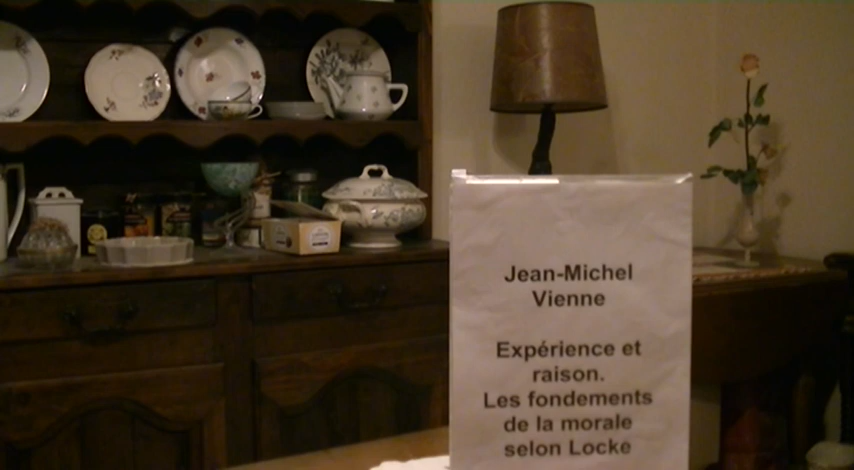 Jean-Michel
Vienne
Expérience et
raison.
Les fondements
de la morale
selon Locke